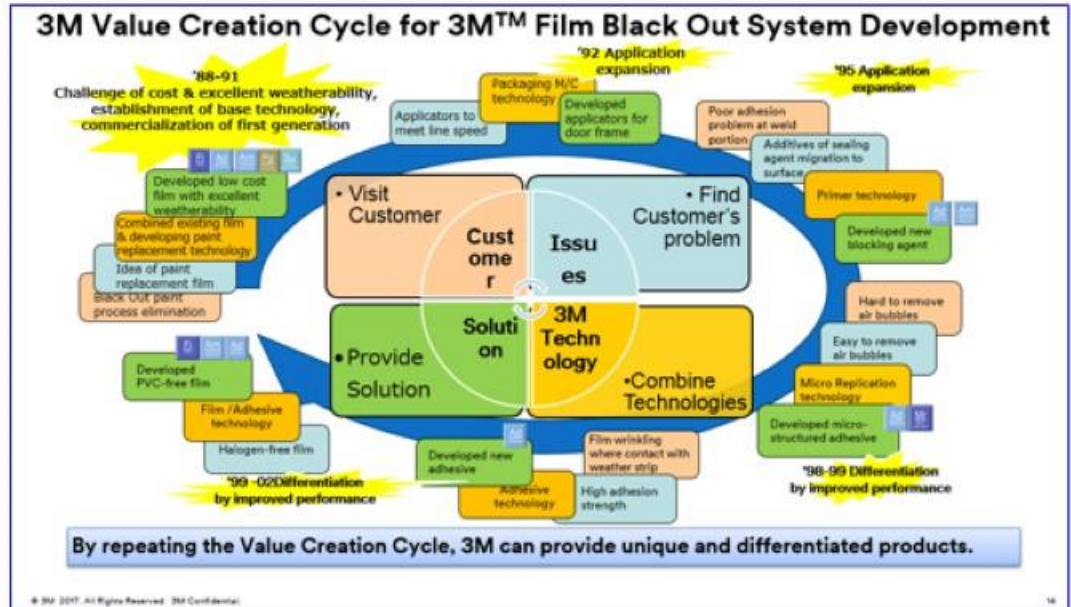 3M Value Creation Cycle for 3M™ Film Black Out System Development
'88-91
Challenge of cost & excellent weatherability,
establishment of base technology,
commercialization of first generation
'92 Application
expansion
'95 Application
expansion
Applicators to
meet line speed
Packaging M/C
technology
Developed
applicators for
door frame
Poor adhesion
problem at weld
portion
Additives of sealing
agent migration to
surface
Primer technology
Developed new
blocking agent
Developed low cost
film with excellent
weatherability
Combined existing film
& developing paint
replacement technology
Idea of paint
replacement film
Black Out paint
process elimination
• Visit
Customer
Cust
ome
r
Issu
es
• Find
Customer's
problem
Soluti
on
• Provide
Solution
3M
Techn
ology
•Combine
Technologies
Hard to remove
air bubbles
Easy to remove
air bubbles
Micro Replication
technology
Developed micro-
structured adhesive
'98-99 Differentiation
by improved performance
Film wrinkling
where contact with
weather strip
High adhesion
strength
Adhesive
technology
Developed new
adhesive
Developed
PVC-free film
Film /Adhesive
technology
Halogen-free film
'99 -02Differentiation
by improved performance
By repeating the Value Creation Cycle, 3M can provide unique and differentiated products.
© 3M 2017. All Rights Reserved. 3M Confidential.